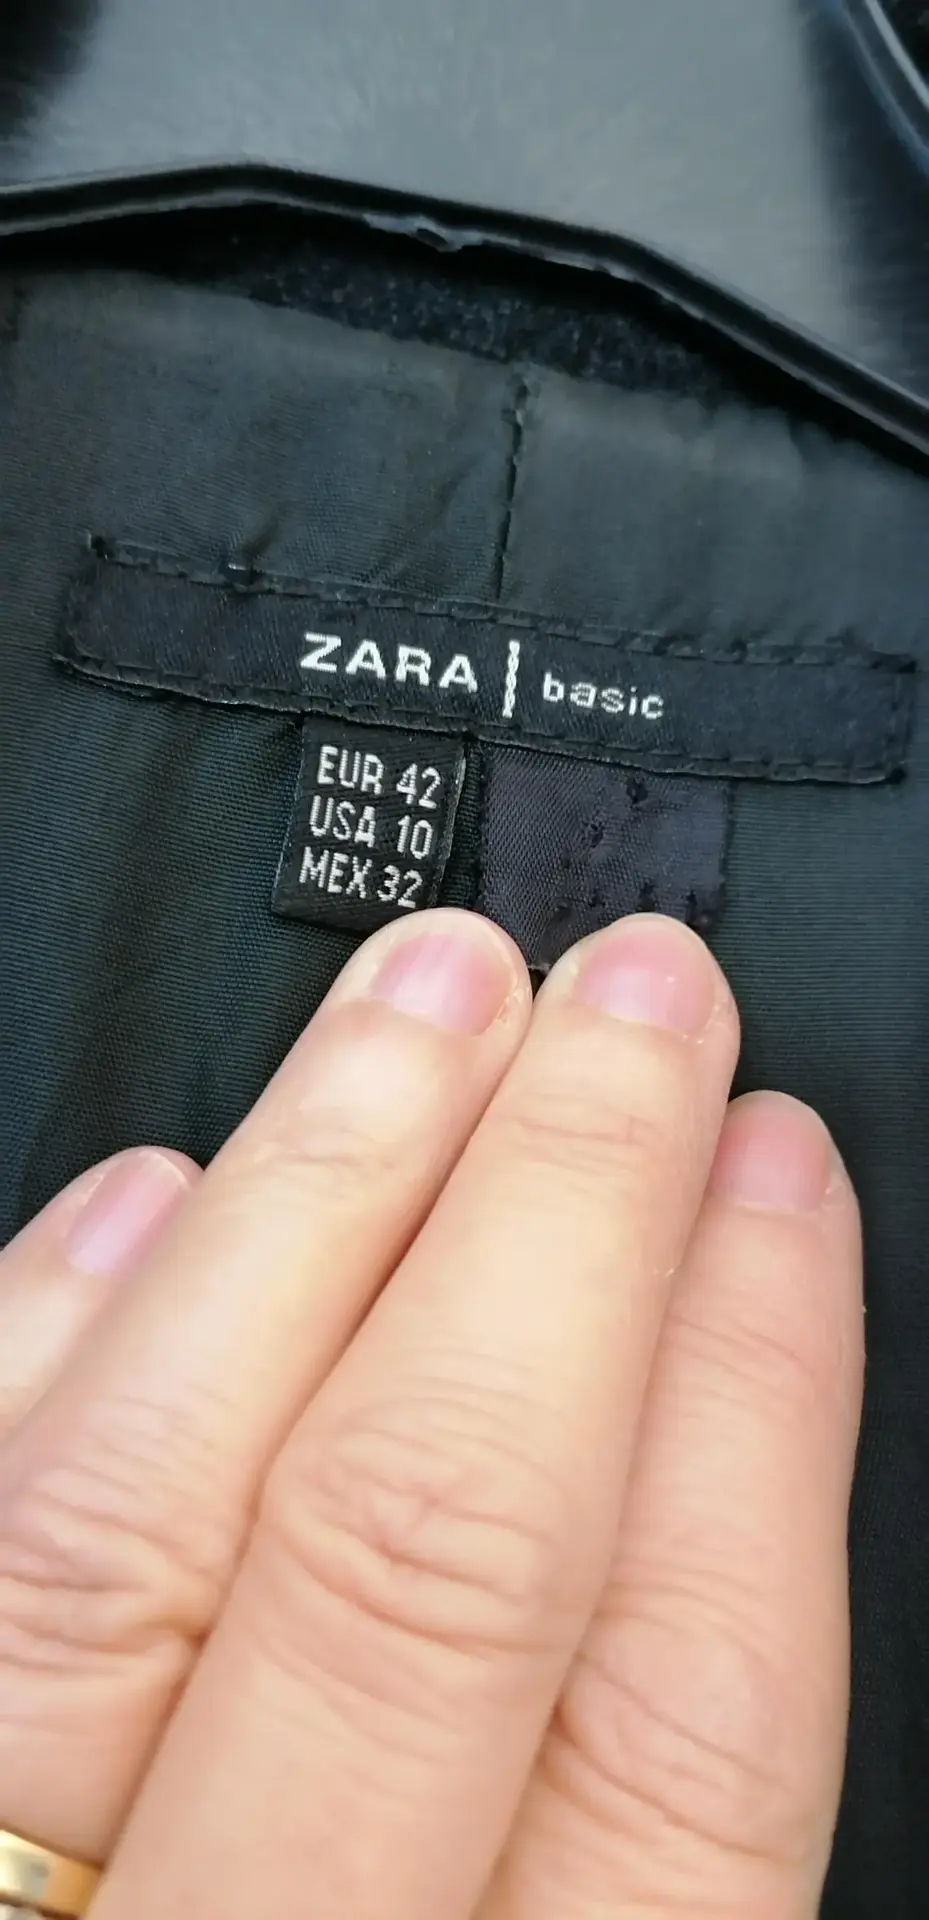 ZARA | basic
EUR 42
USA 10
MEX 32